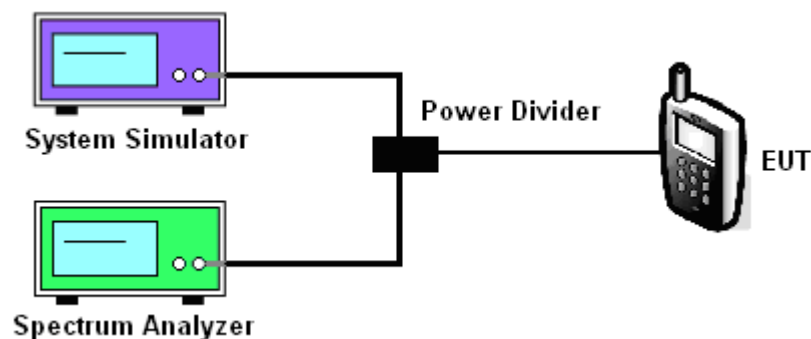 System Simulator
Power Divider
EUT
Spectrum Analyzer